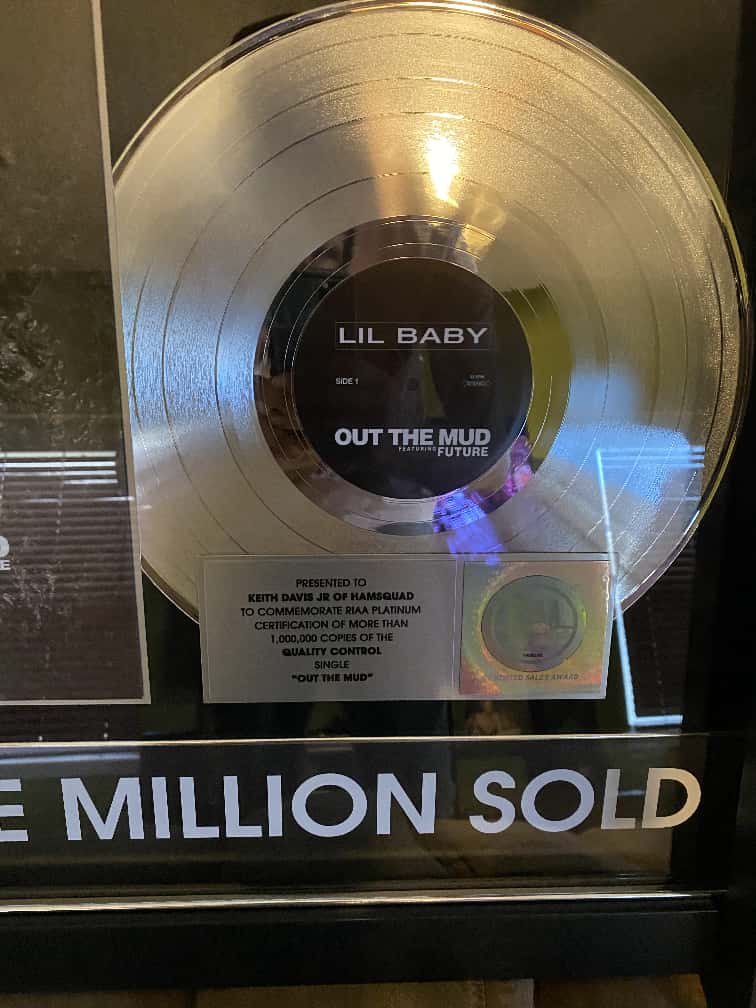 LIL BABY
SIDE 1
OUT THE MUD
FEATURING FUTURE
PRESENTED TO
KEITH DAVIS JR OF HAMSQUAD
TO COMMEMORATE RIAA PLATINUM
CERTIFICATION OF MORE THAN
1,000,000 COPIES OF THE
QUALITY CONTROL
SINGLE
"OUT THE MUD"
SALES AWARD
E MILLION SOLD